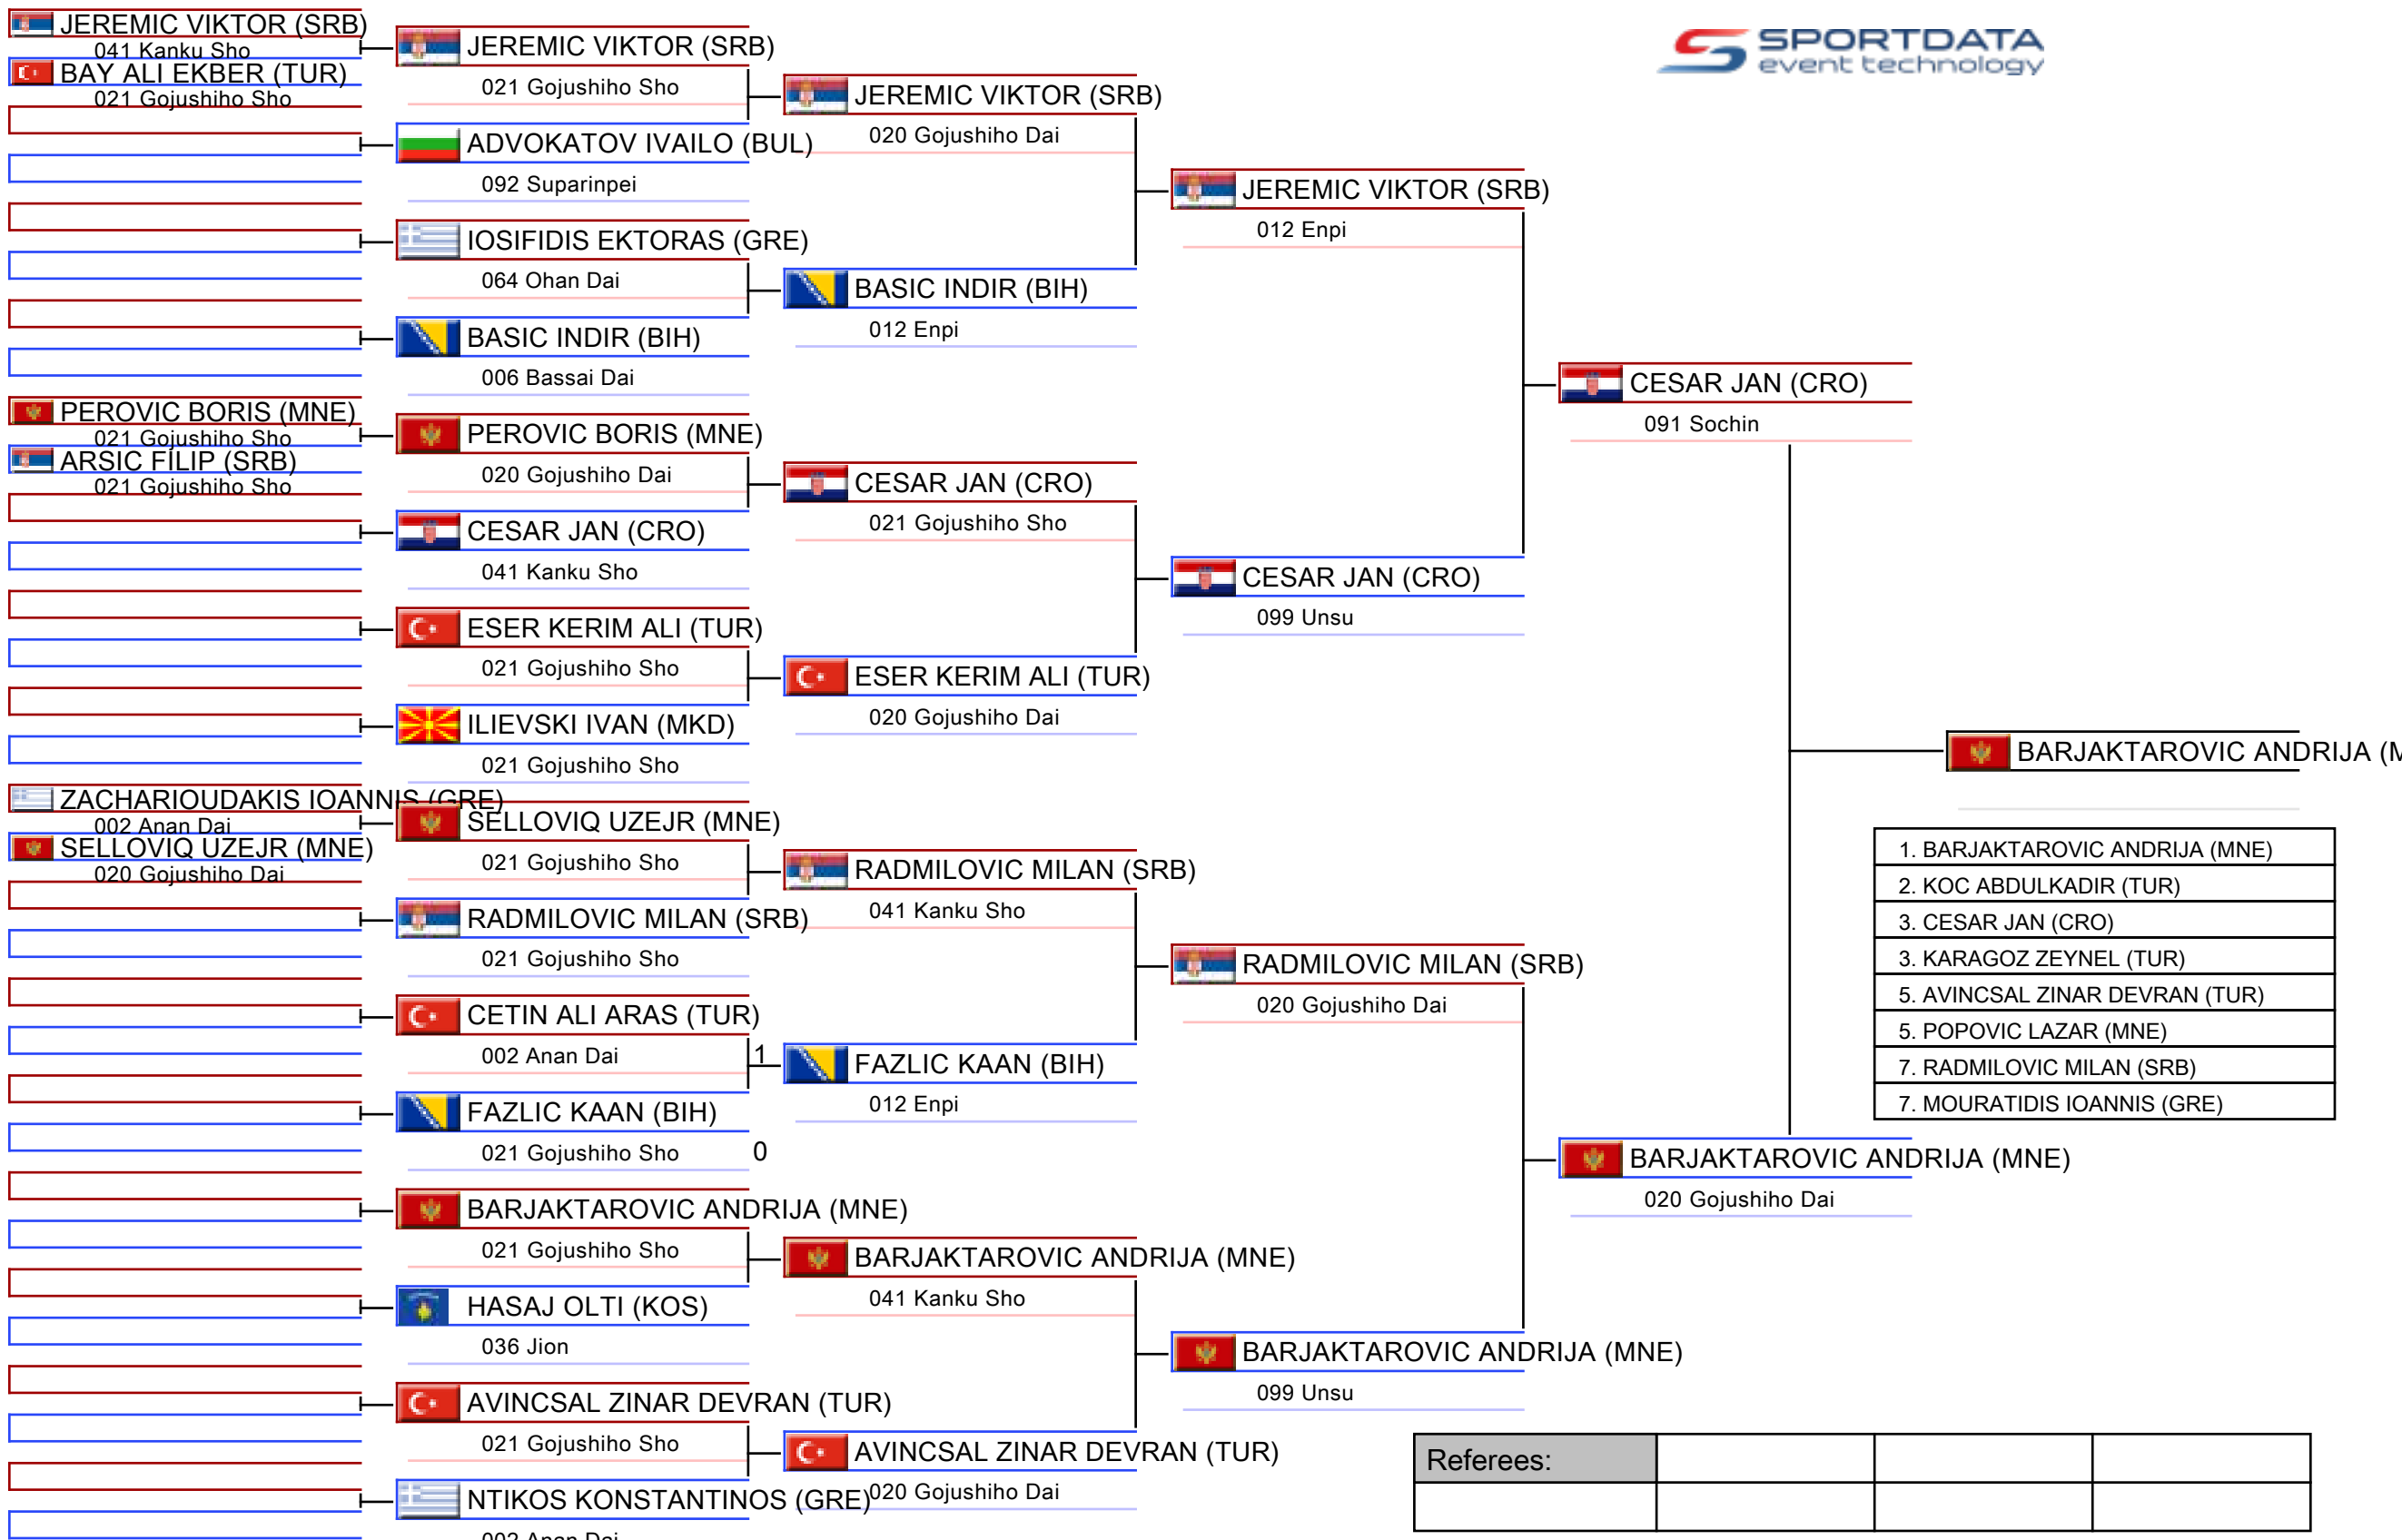 JEREMIC VIKTOR (SRB)
041 Kanku Sho
BAY ALI EKBER (TUR)
021 Gojushiho Sho
PEROVIC BORIS (MNE)
021 Gojushiho Sho
ARSIC FILIP (SRB)
021 Gojushiho Sho
ZACHARIOUDAKIS IOANNIS (GRE)
002 Anan Dai
SELLOVIQ UZEJR (MNE)
020 Gojushiho Dai
JEREMIC VIKTOR (SRB)
021 Gojushiho Sho
ADVOKATOV IVAILO (BUL)
092 Suparinpei
IOSIFIDIS EKTORAS (GRE)
064 Ohan Dai
BASIC INDIR (BIH)
006 Bassai Dai
PEROVIC BORIS (MNE)
020 Gojushiho Dai
CESAR JAN (CRO)
041 Kanku Sho
ESER KERIM ALI (TUR)
021 Gojushiho Sho
ILIEVSKI IVAN (MKD)
021 Gojushiho Sho
SELLOVIQ UZEJR (MNE)
021 Gojushiho Sho
RADMILOVIC MILAN (SRB)
021 Gojushiho Sho
CETIN ALI ARAS (TUR)
002 Anan Dai
1
FAZLIC KAAN (BIH)
021 Gojushiho Sho
0
BARJAKTAROVIC ANDRIJA (MNE)
021 Gojushiho Sho
HASAJ OLTI (KOS)
036 Jion
AVINCSAL ZINAR DEVRAN (TUR)
021 Gojushiho Sho
NTIKOS KONSTANTINOS (GRE)
002 Anan Dai
JEREMIC VIKTOR (SRB)
020 Gojushiho Dai
BASIC INDIR (BIH)
012 Enpi
CESAR JAN (CRO)
021 Gojushiho Sho
ESER KERIM ALI (TUR)
020 Gojushiho Dai
RADMILOVIC MILAN (SRB)
041 Kanku Sho
FAZLIC KAAN (BIH)
012 Enpi
BARJAKTAROVIC ANDRIJA (MNE)
041 Kanku Sho
AVINCSAL ZINAR DEVRAN (TUR)
020 Gojushiho Dai
JEREMIC VIKTOR (SRB)
012 Enpi
CESAR JAN (CRO)
099 Unsu
RADMILOVIC MILAN (SRB)
020 Gojushiho Dai
BARJAKTAROVIC ANDRIJA (MNE)
099 Unsu
CESAR JAN (CRO)
091 Sochin
BARJAKTAROVIC ANDRIJA (MNE)
020 Gojushiho Dai
SPORTDATA
event technology
BARJAKTAROVIC ANDRIJA (M
1. BARJAKTAROVIC ANDRIJA (MNE)
2. KOC ABDULKADIR (TUR)
3. CESAR JAN (CRO)
3. KARAGOZ ZEYNEL (TUR)
5. AVINCSAL ZINAR DEVRAN (TUR)
5. POPOVIC LAZAR (MNE)
7. RADMILOVIC MILAN (SRB)
7. MOURATIDIS IOANNIS (GRE)
Referees: